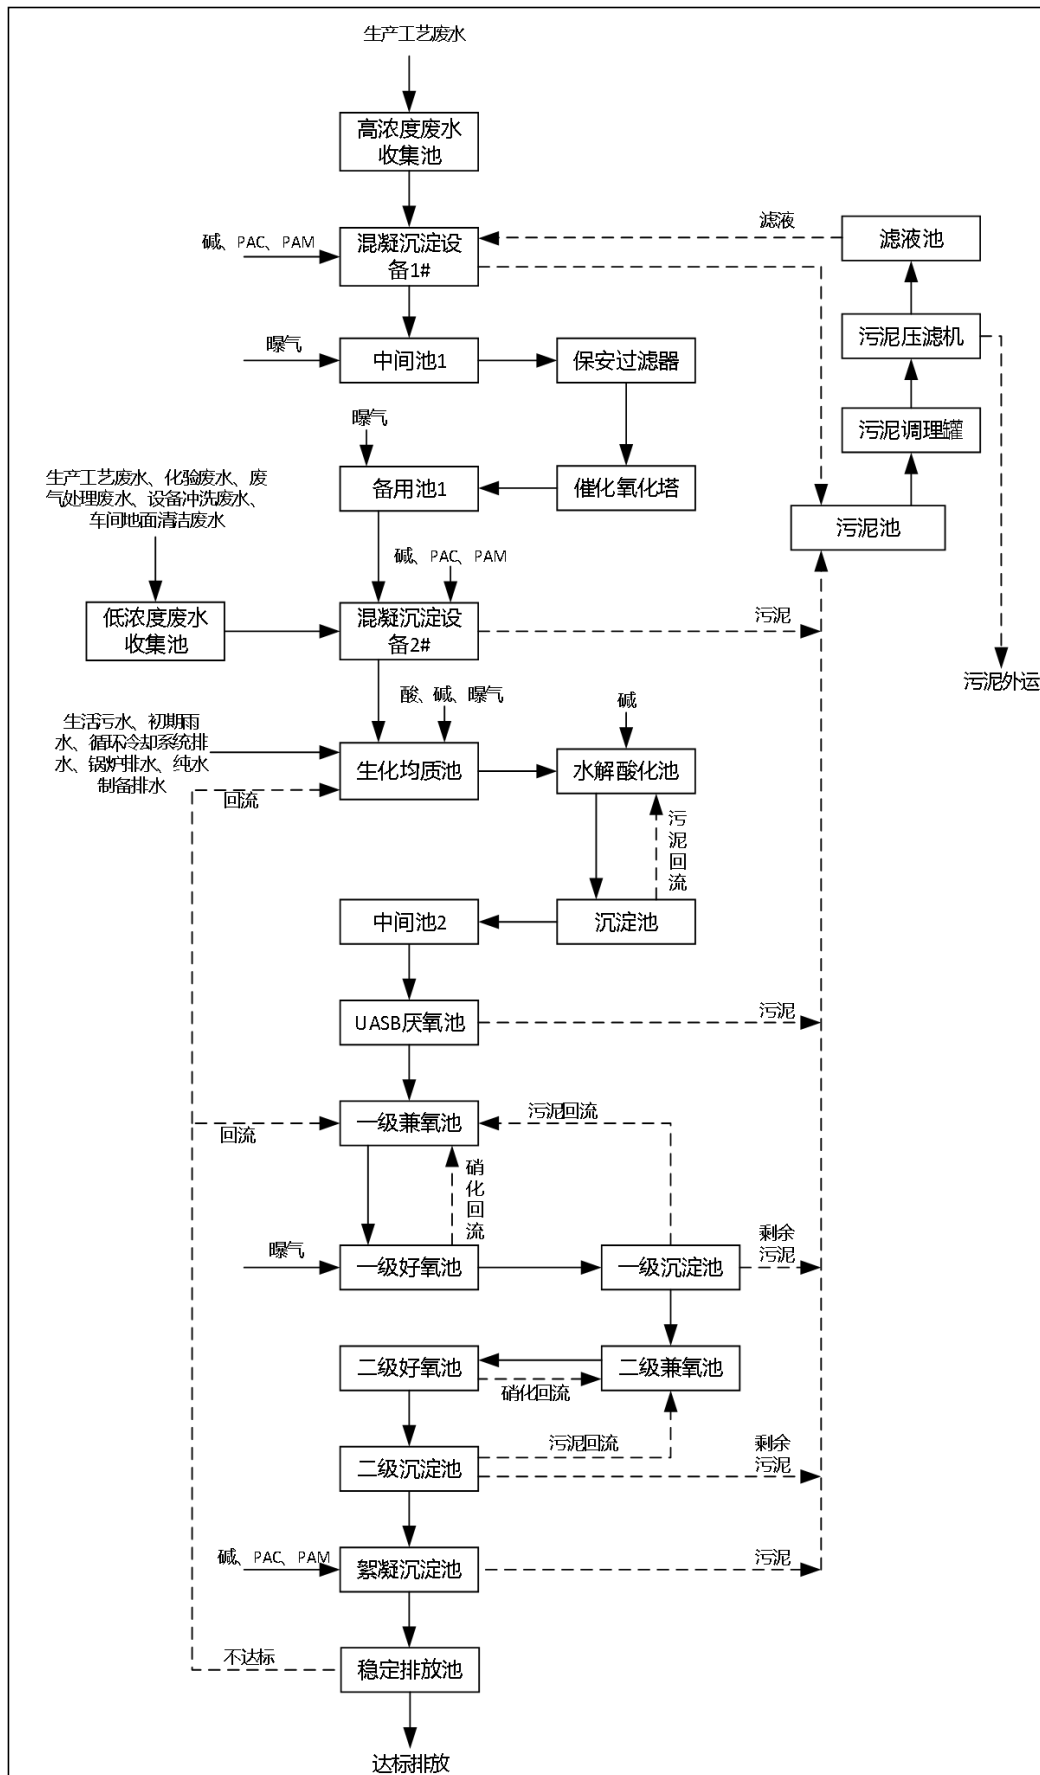 生产工艺废水
高浓度废水
收集池
滤液
滤液池
碱、PAC、PAM
混凝沉淀设
备1#
曝气
中间池1
保安过滤器
污泥压滤机
曝气
污泥调理罐
生产工艺废水、化验废水、废
气处理废水、设备冲洗废水、
车间地面清洁废水
备用池1
催化氧化塔
污泥池
碱、PAC、PAM
低浓度废水
收集池
混凝沉淀设
备2#
污泥
污泥外运
酸、碱、曝气
碱
生活污水、初期雨
水、循环冷却系统排
水、锅炉排水、纯水
制备排水
生化均质池
水解酸化池
回流
污
泥
回
流
中间池2
沉淀池
UASB厌氧池
污泥
一级兼氧池
污泥回流
回流
硝
化
回
流
曝气
一级好氧池
一级沉淀池
剩余
污泥
二级好氧池
二级兼氧池
硝化回流
污泥回流
二级沉淀池
剩余
污泥
碱、PAC、PAM
絮凝沉淀池
污泥
不达标
稳定排放池
达标排放